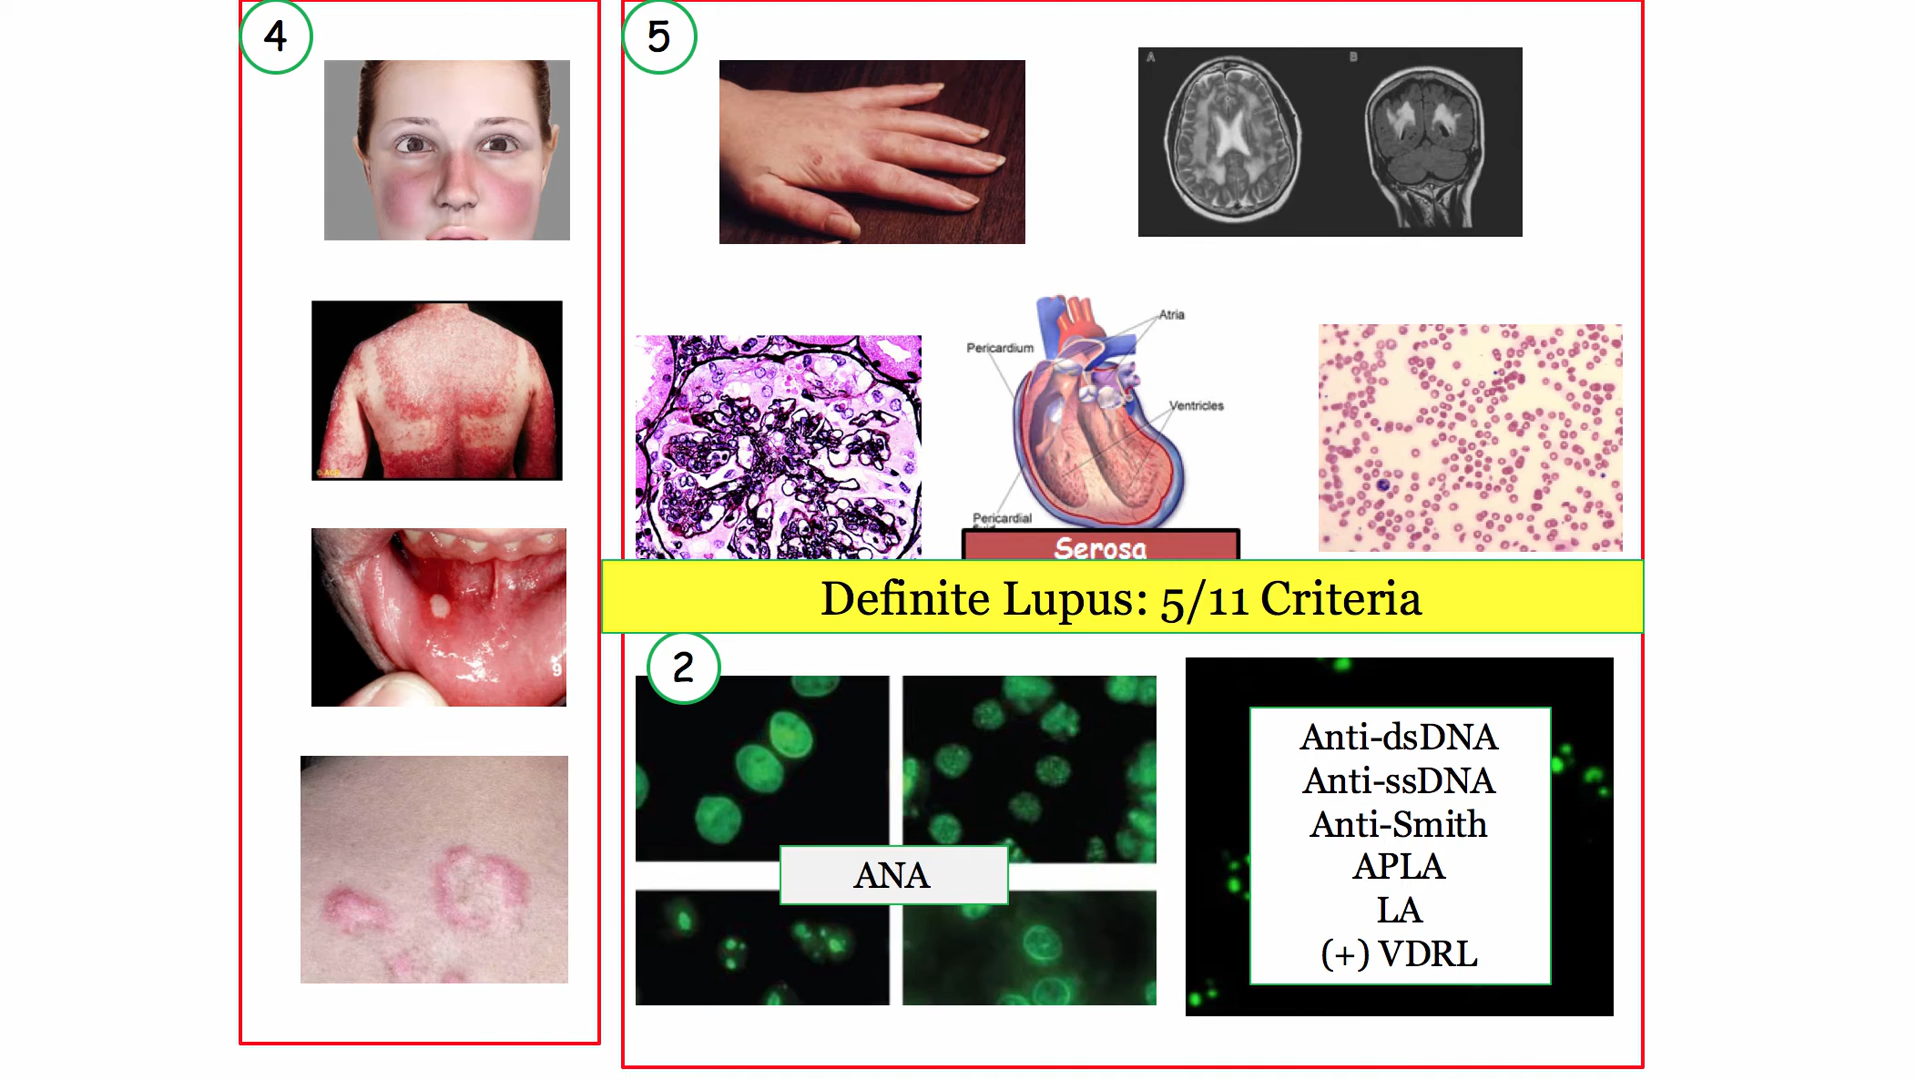 4
5
A
B
Atria
Pericardium
Ventricles
Pericardial
Serosa
Definite Lupus: 5/11 Criteria
9
2
ANA
Anti-dsDNA
Anti-ssDNA
Anti-Smith
APLA
LA
(+) VDRL